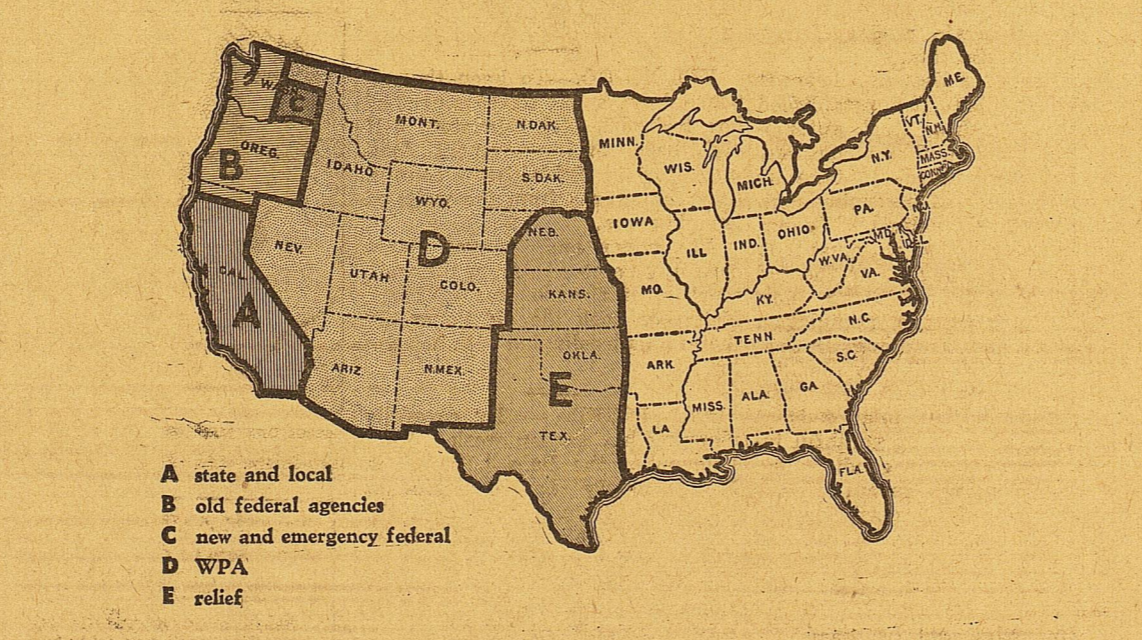 ME.
WA
C
VT.
N.H.
MONT.
N.DAK.
MINN.
OREG.
B
IDAHO
S.DAK.
WIS.
MICH.
N.Y.
MASS.
CONN.
WYO.
IOWA
PA.
NEB.
NEV.
D
ILL
IND.
OHIO
MD.
DEL
W.VA.
VA.
CAL
A
UTAH
COLO.
KANS.
MO.
KY.
N.C.
TENN
ARIZ
N.MEX.
OKLA.
E
ARK.
S.C.
TEX.
LA
MISS.
ALA.
GA.
FLA.
A state and local
B old federal agencies
C new and emergency federal
D WPA
E relief